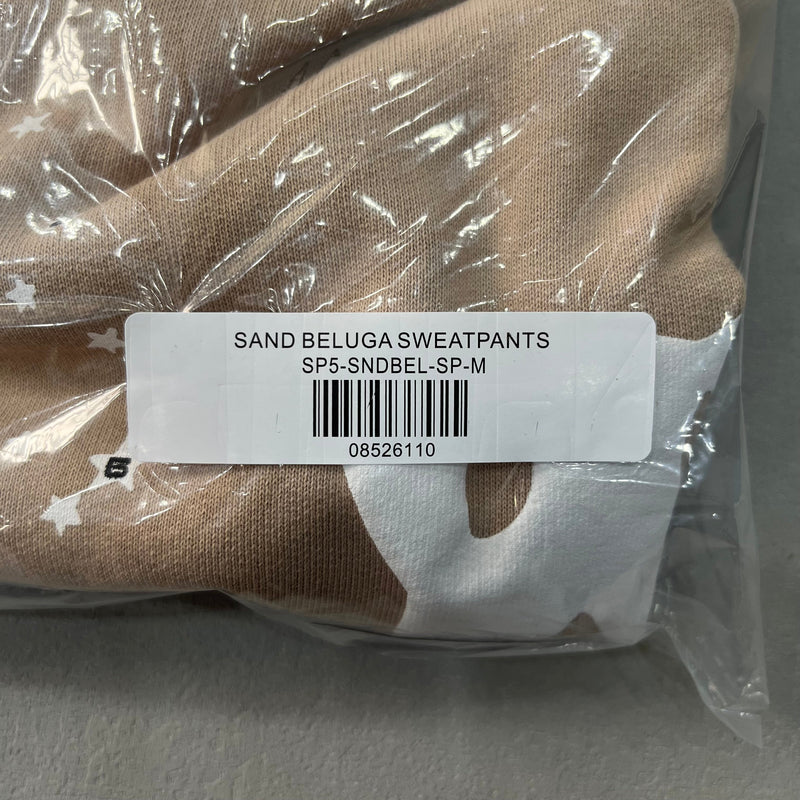 SAND BELUGA SWEATPANTS
SP5-SNDBEL-SP-M
08526110